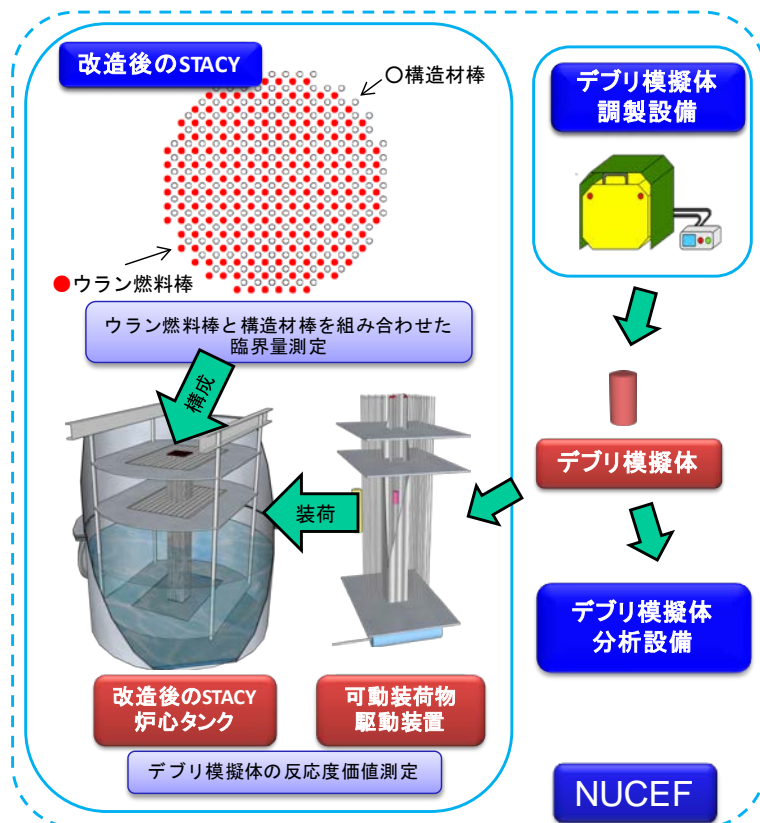 改造後のSTACY
○構造材棒
●ウラン燃料棒
ウラン燃料棒と構造材棒を組み合わせた
臨界量測定
構成
装荷
改造後のSTACY
炉心タンク
可動装荷物
駆動装置
デブリ模擬体の反応度価値測定
デブリ模擬体
調製設備
デブリ模擬体
デブリ模擬体
分析設備
NUCEF